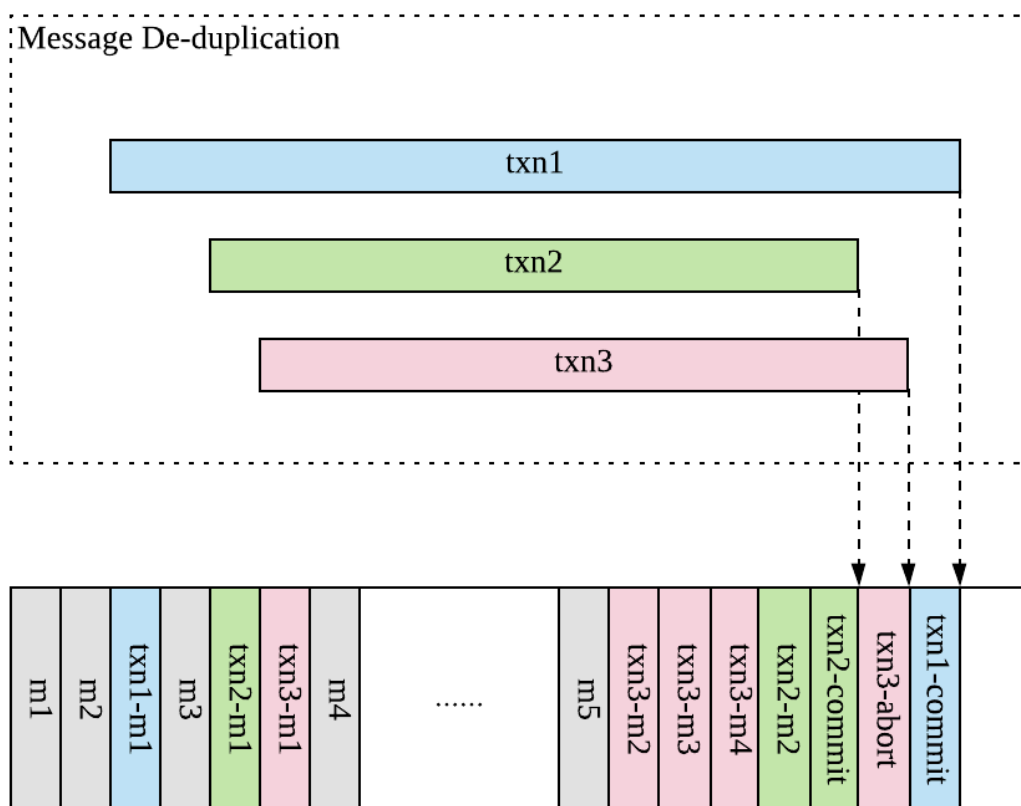 Message De-duplication
txn1
txn2
txn3
m1
m2
txn1-m1
m3
txn2-m1
txn3-m1
m4
......
m5
txn3-m2
txn3-m3
txn3-m4
txn2-m2
txn2-commit
txn3-abort
txn1-commit